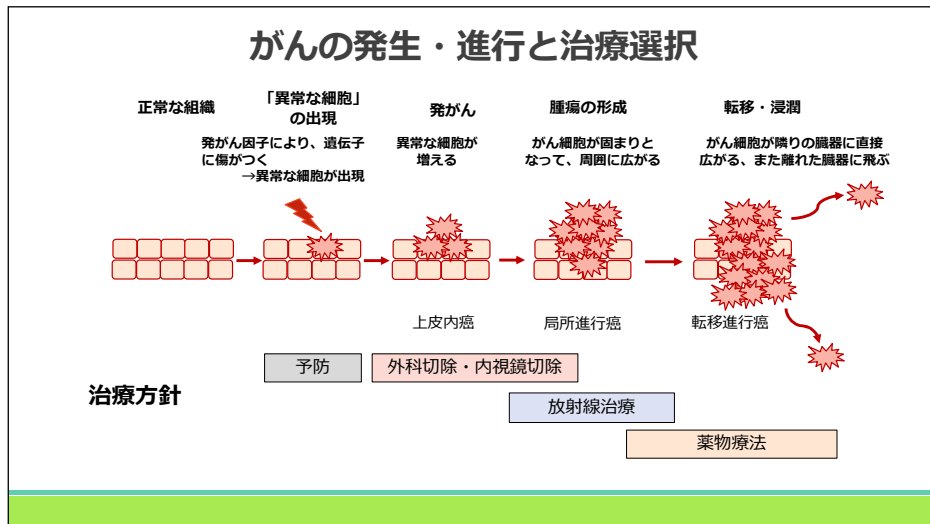 がんの発生・進行と治療選択
正常な組織
「異常な細胞」
の出現
発がん因子により、遺伝子
に傷がつく
→異常な細胞が出現
発がん
異常な細胞が
増える
腫瘍の形成
がん細胞が固まりと
なって、周囲に広がる
転移・浸潤
がん細胞が隣りの臓器に直接
広がる、また離れた臓器に飛ぶ
上皮内癌
局所進行癌
転移進行癌
治療方針
予防
外科切除・内視鏡切除
放射線治療
薬物療法